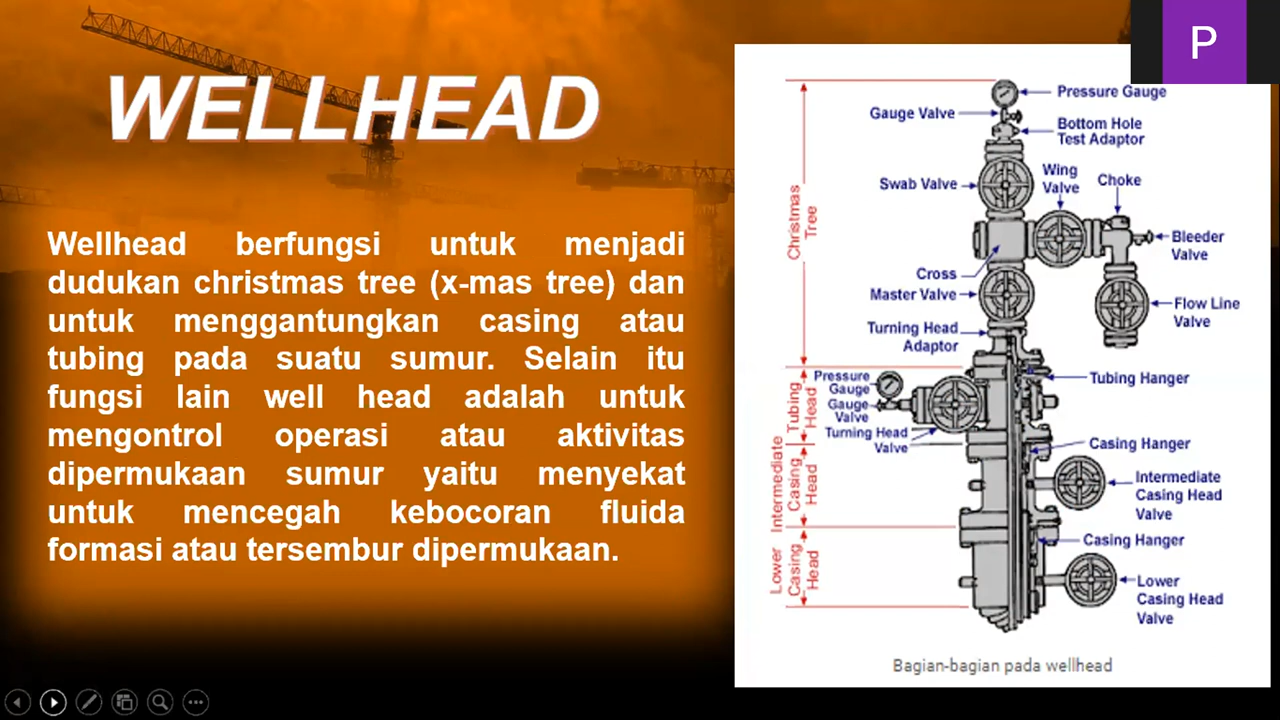 P
WELLHEAD
Wellhead berfungsi untuk menjadi
dudukan christmas tree (x-mas tree) dan
untuk menggantungkan casing atau
tubing pada suatu sumur. Selain itu
fungsi lain well head adalah untuk
mengontrol operasi atau aktivitas
dipermukaan sumur yaitu menyekat
untuk mencegah kebocoran fluida
formasi atau tersembur dipermukaan.
Pressure Gauge
Gauge Valve
Bottom Hole
Test Adaptor
Swab Valve
Wing
Valve
Choke
Bleeder
Valve
Cross
Master Valve
Flow Line
Valve
Turning Head
Adaptor
Christmas
Tree
Pressure
Gauge
Gauge
Valve
Turning Head
Valve
Tubing Hanger
Tubing
Head
Casing Hanger
Intermediate
Casing
Head
Intermediate
Casing Head
Valve
Casing Hanger
Lower
Casing
Head
Lower
Casing Head
Valve
Bagian-bagian pada wellhead